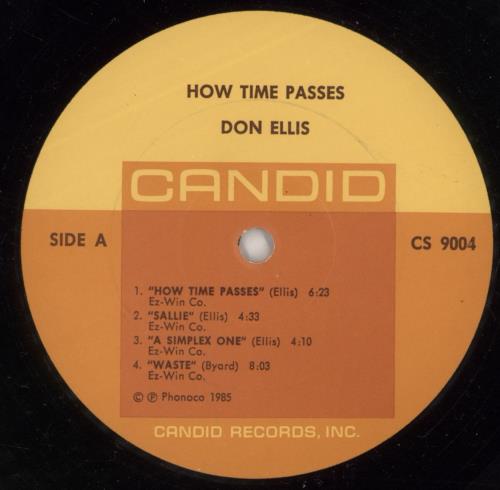 HOW TIME PASSES
DON ELLIS
CANDID
SIDE A
CS 9004
1. "HOW TIME PASSES" (Ellis) 6:23
Ez-Win Co.
2. "SALLIE" (Ellis) 4:33
Ez-Win Co.
3. "A SIMPLEX ONE" (Ellis) 4:10
Ez-Win Co.
4. "WASTE" (Byard) 8:03
Ez-Win Co.
© ℗ Phonoco 1985
CANDID RECORDS, INC.